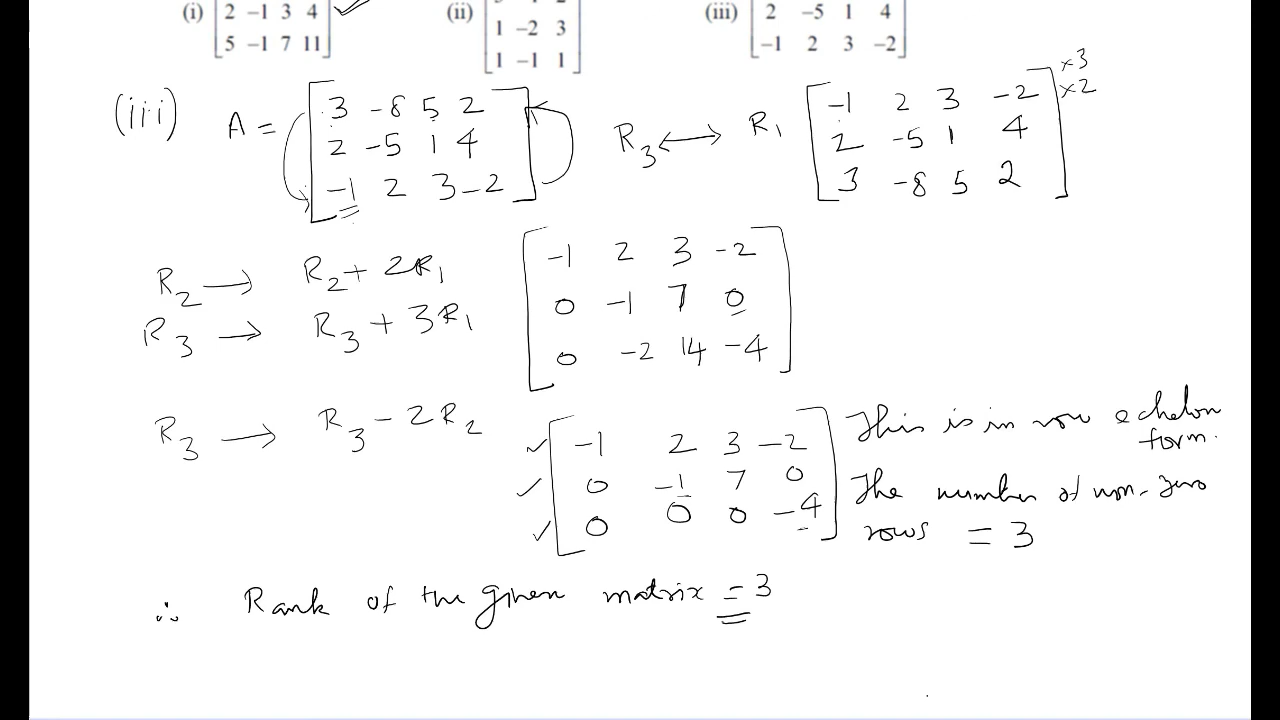 (i) [2 -1 3 4
5 -1 7 11]
(ii) [
1 -2 3
1 -1 1]
(iii) [2 -5 1 4
-1 2 3 -2]
(iii) A = [3 -8 5 2
2 -5 1 4
-1 2 3 -2]
R3 ↔ R1 [-1 2 3 -2
2 -5 1 4
3 -8 5 2] ×3
×2
R2 → R2 + 2R1
R3 → R3 + 3R1
[-1 2 3 -2
0 -1 7 0
0 -2 14 -4]
R3 → R3 - 2R2
✓ [-1 2 3 -2
✓ 0 -1 7 0
✓ 0 0 0 -4]
This is in row echelon
form.
The number of non-zero
rows = 3
∴ Rank of the given matrix = 3